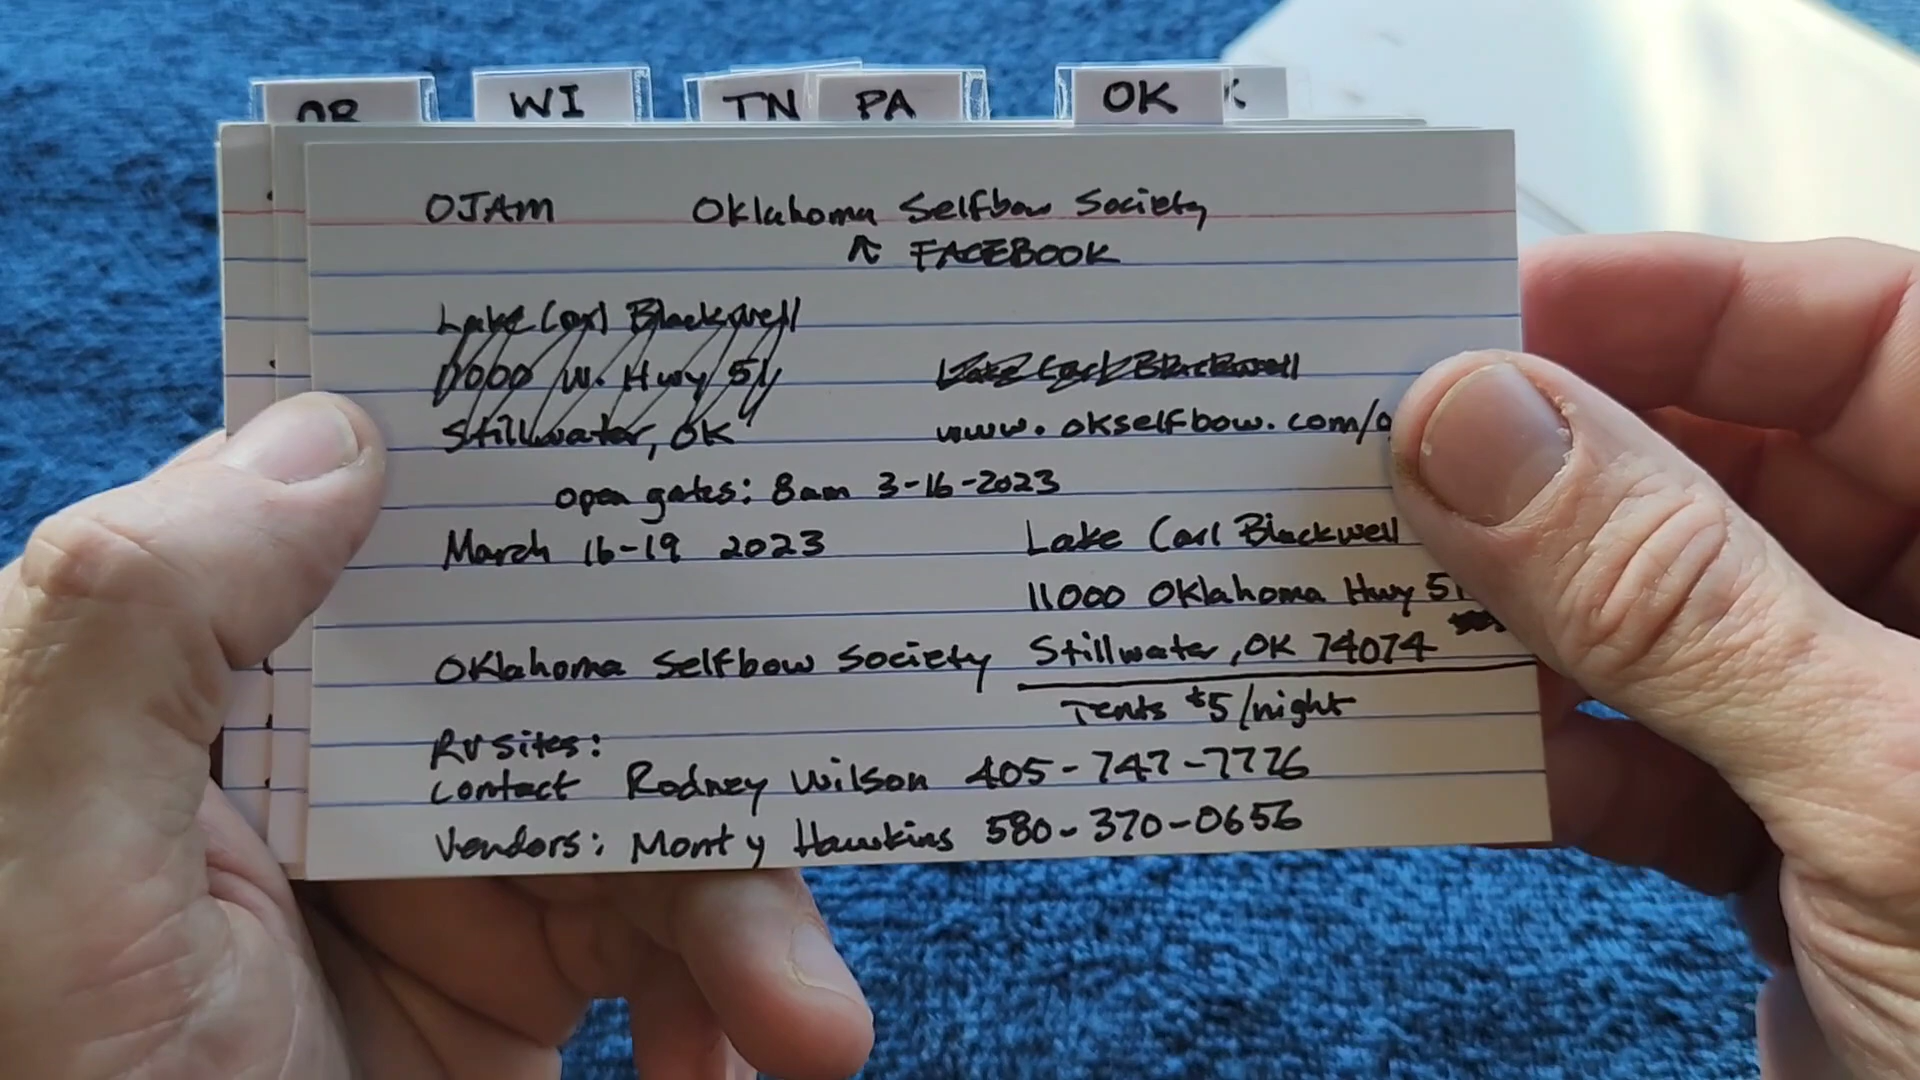 OR WI TN PA OK K
OJAM Oklahoma Selfbow Society
↑ FACEBOOK
Lake Carl Blackwell
11000 W. Hwy 51
Stillwater, OK
Lake Carl Blackwell
www.okselfbow.com/o
open gates: 8am 3-16-2023
March 16-19 2023
Lake Carl Blackwell
11000 Oklahoma Hwy 51
Oklahoma Selfbow Society Stillwater, OK 74074
Tents $5/night
RV sites:
contact Rodney Wilson 405-747-7776
Vendors: Monty Hawkins 580-370-0656